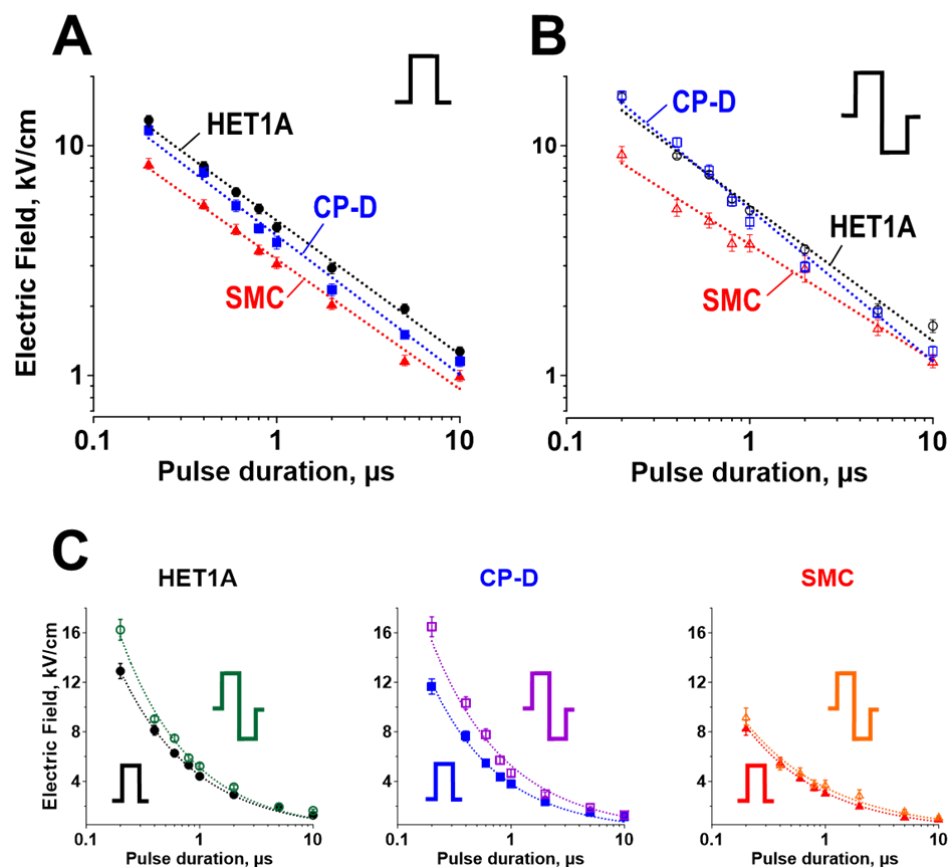 A
B
HET1A
CP-D
SMC
CP-D
HET1A
SMC
Electric Field, kV/cm
10
1
0.1
1
10
Pulse duration, µs
10
1
0.1
1
10
Pulse duration, µs
C
HET1A
CP-D
SMC
Electric Field, kV/cm
16
12
8
4
0.1
1
10
Pulse duration, µs
16
12
8
4
0.1
1
10
Pulse duration, µs
16
12
8
4
0.1
1
10
Pulse duration, µs